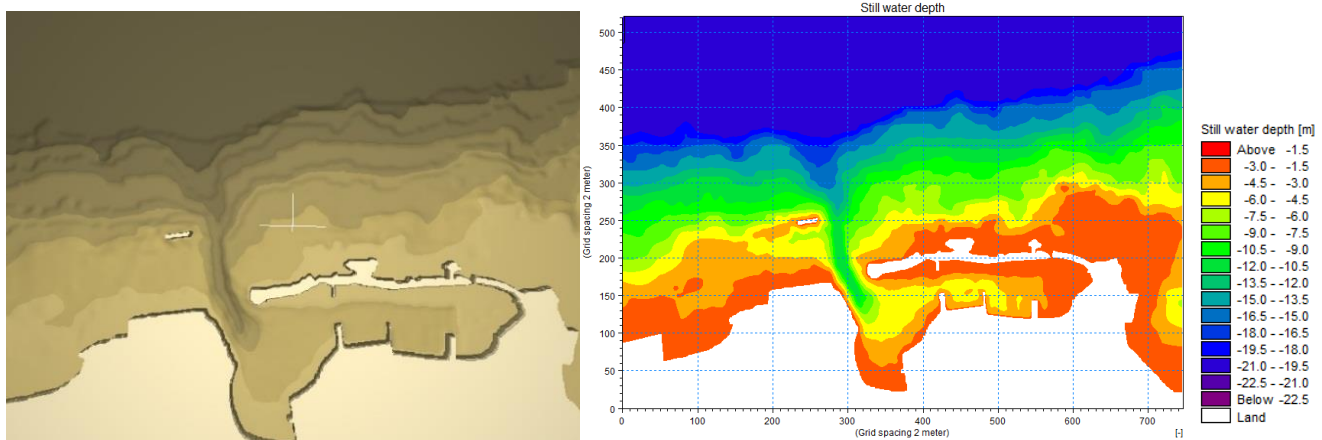 Still water depth
500
450
400
350
300
250
200
150
100
50
0
(Grid spacing 2 meter)
0 100 200 300 400 500 600 700
(Grid spacing 2 meter)
[-]
Still water depth [m]
Above -1.5
-3.0 - -1.5
-4.5 - -3.0
-6.0 - -4.5
-7.5 - -6.0
-9.0 - -7.5
-10.5 - -9.0
-12.0 - -10.5
-13.5 - -12.0
-15.0 - -13.5
-16.5 - -15.0
-18.0 - -16.5
-19.5 - -18.0
-21.0 - -19.5
-22.5 - -21.0
Below -22.5
Land